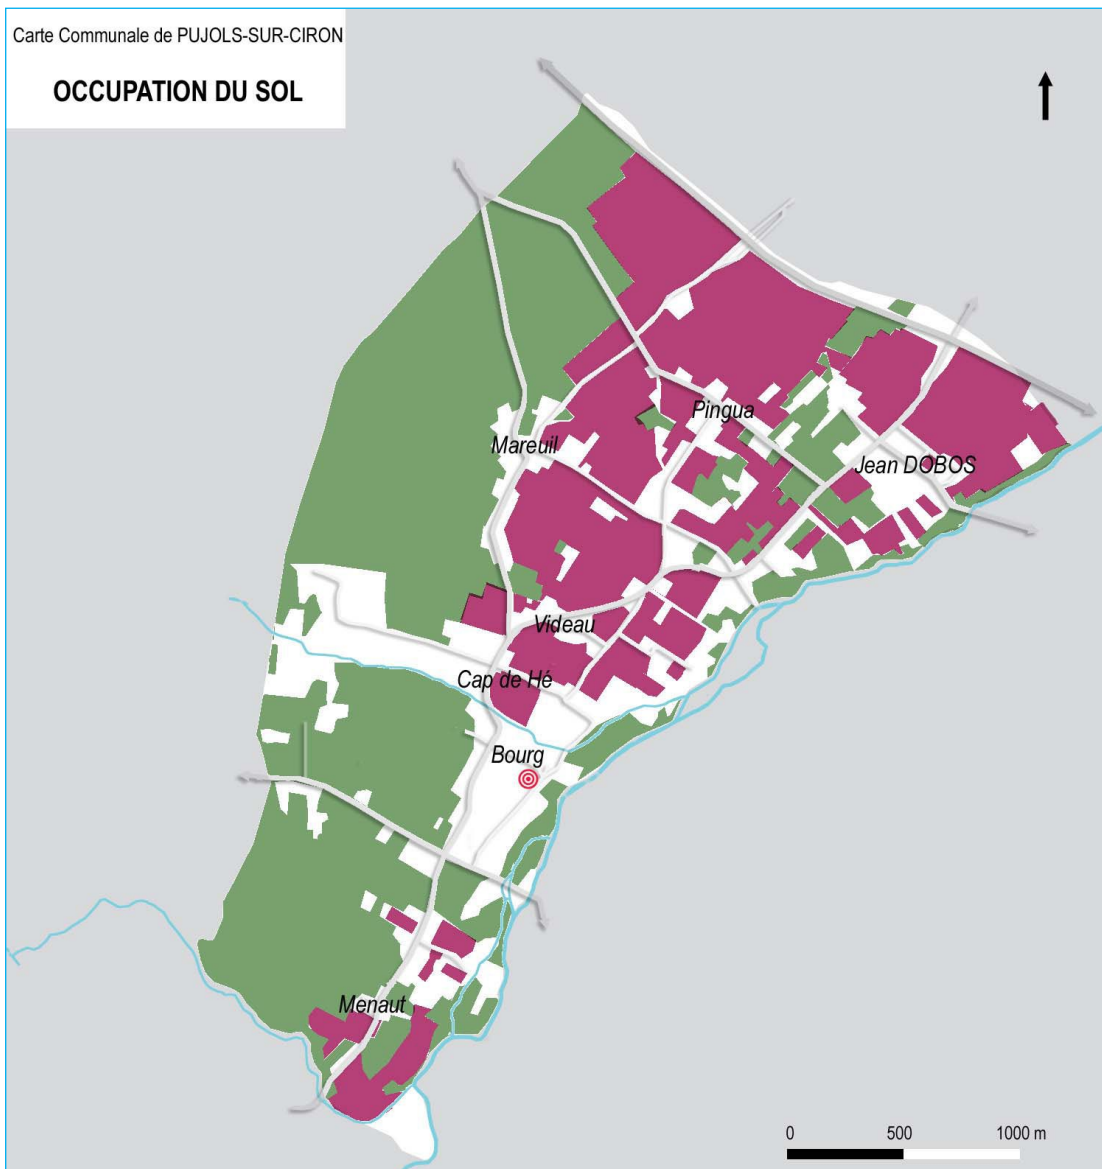 Carte Communale de PUJOLS-SUR-CIRON
OCCUPATION DU SOL
Pingua
Mareuil
Jean DOBOS
Videau
Cap de Hé
Bourg
Menaut
0 500 1000 m